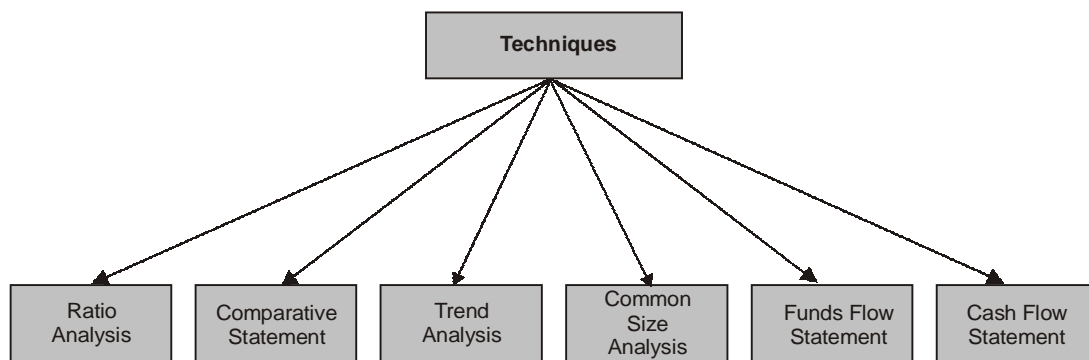 Techniques
Ratio
Analysis
Comparative
Statement
Trend
Analysis
Common
Size
Analysis
Funds Flow
Statement
Cash Flow
Statement